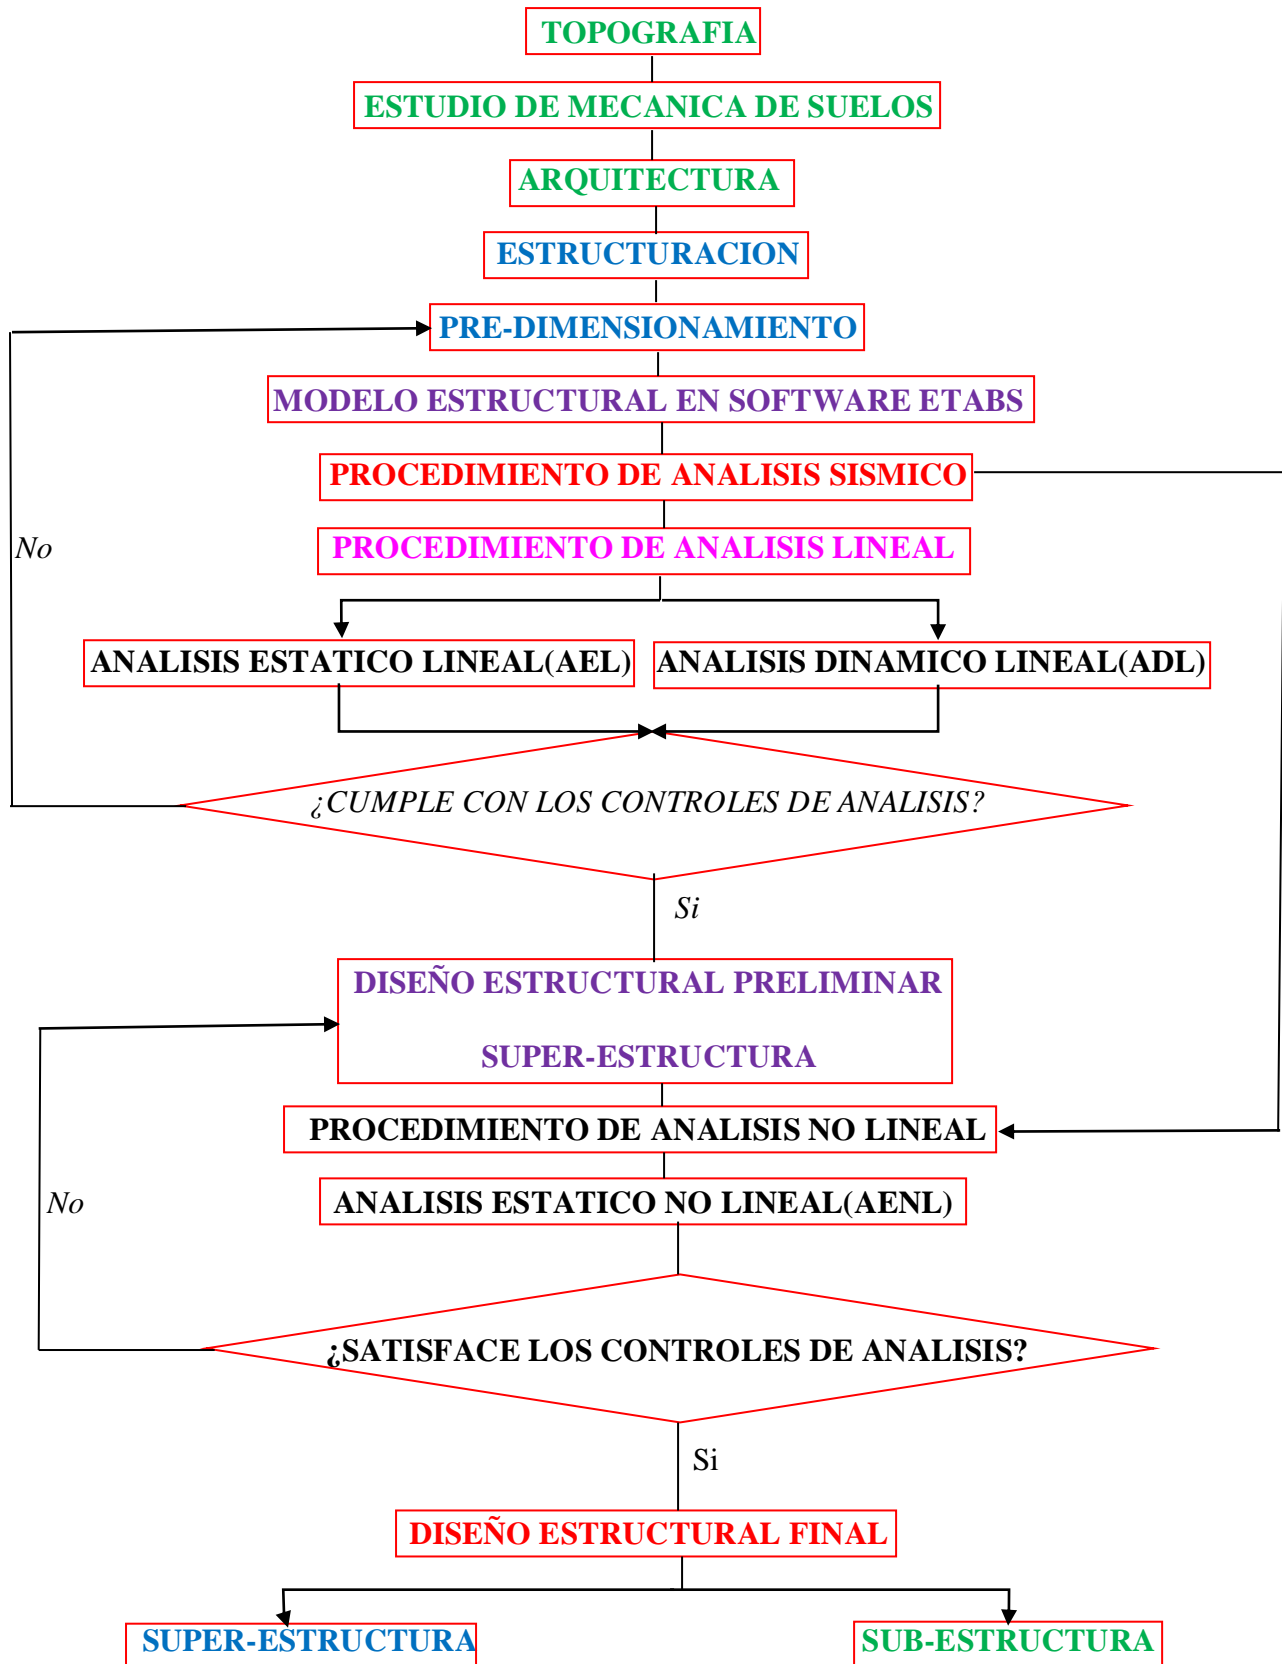 TOPOGRAFIA
ESTUDIO DE MECANICA DE SUELOS
ARQUITECTURA
ESTRUCTURACION
PRE-DIMENSIONAMIENTO
MODELO ESTRUCTURAL EN SOFTWARE ETABS
PROCEDIMIENTO DE ANALISIS SISMICO
No
PROCEDIMIENTO DE ANALISIS LINEAL
ANALISIS ESTATICO LINEAL(AEL)
ANALISIS DINAMICO LINEAL(ADL)
¿CUMPLE CON LOS CONTROLES DE ANALISIS?
Si
DISEÑO ESTRUCTURAL PRELIMINAR
SUPER-ESTRUCTURA
PROCEDIMIENTO DE ANALISIS NO LINEAL
No
ANALISIS ESTATICO NO LINEAL(AENL)
¿SATISFACE LOS CONTROLES DE ANALISIS?
Si
DISEÑO ESTRUCTURAL FINAL
SUPER-ESTRUCTURA
SUB-ESTRUCTURA